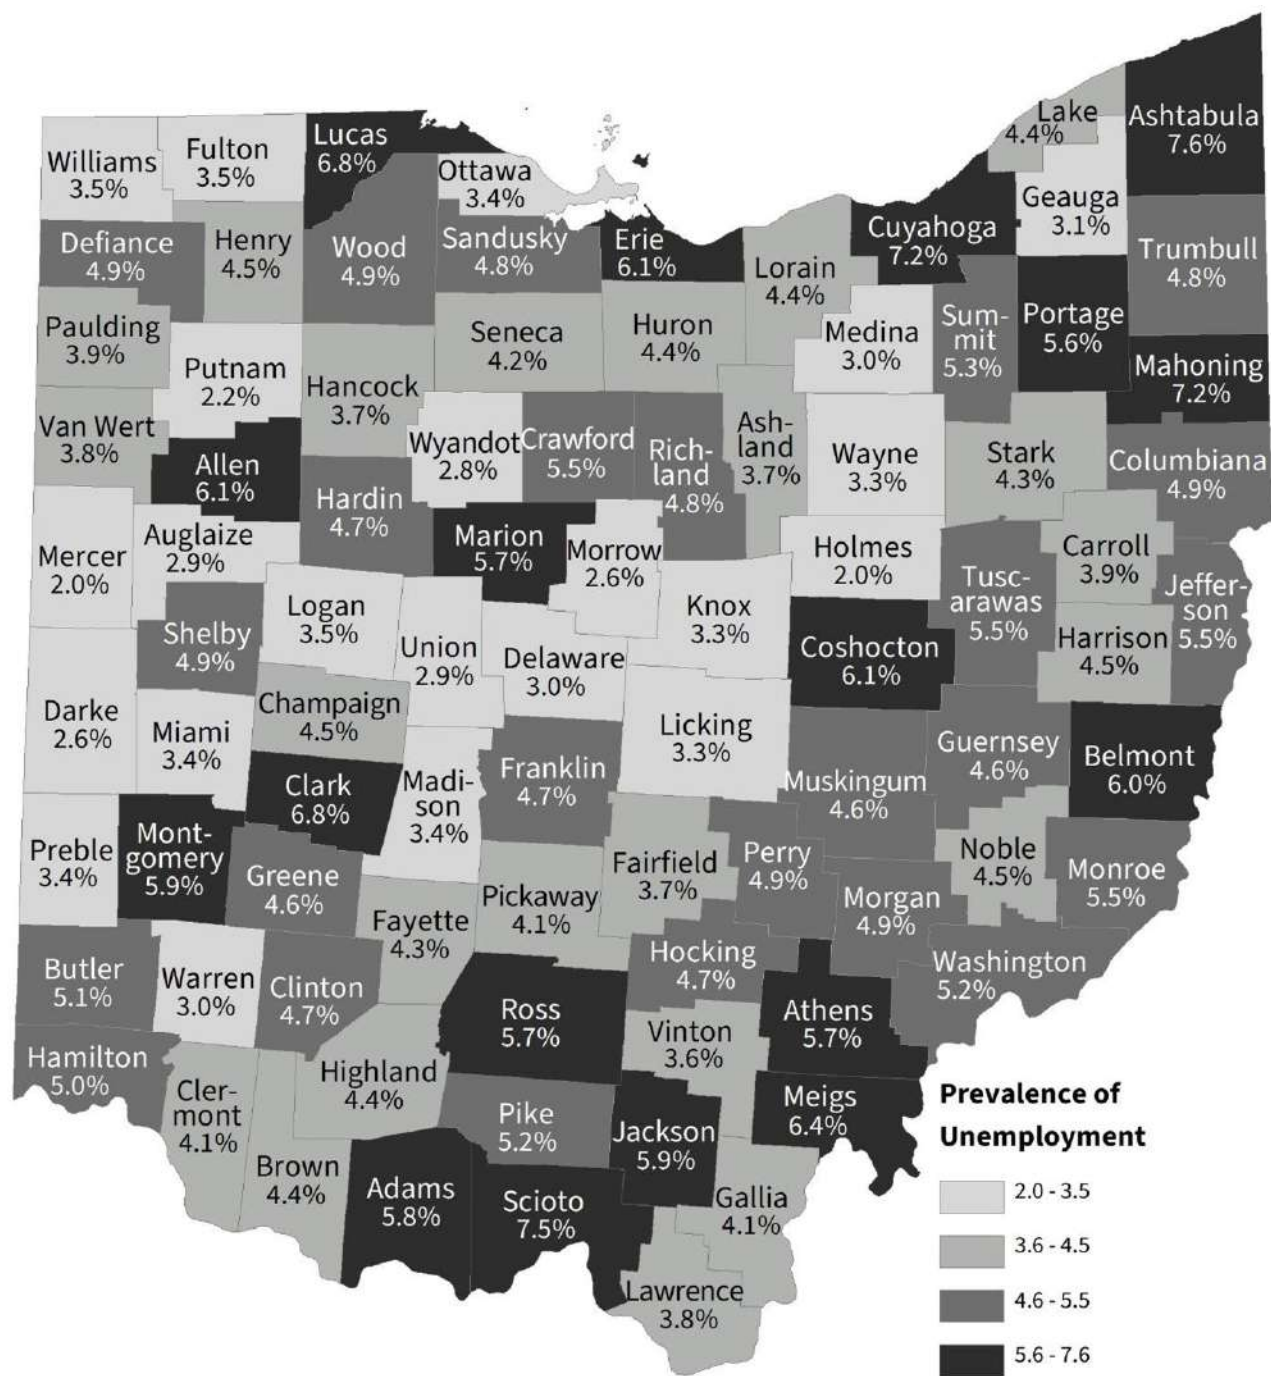 Lake
4.4%
Ashtabula
7.6%
Lucas
6.8%
Fulton
3.5%
Williams
3.5%
Ottawa
3.4%
Geauga
3.1%
Cuyahoga
7.2%
Defiance
4.9%
Henry
4.5%
Wood
4.9%
Sandusky
4.8%
Erie
6.1%
Lorain
4.4%
Trumbull
4.8%
Paulding
3.9%
Seneca
4.2%
Huron
4.4%
Medina
3.0%
Sum-
mit
5.3%
Portage
5.6%
Mahoning
7.2%
Putnam
2.2%
Hancock
3.7%
Van Wert
3.8%
Allen
6.1%
Wyandot
2.8%
Crawford
5.5%
Rich-
land
4.8%
Ash-
land
3.7%
Wayne
3.3%
Stark
4.3%
Columbiana
4.9%
Hardin
4.7%
Mercer
2.0%
Auglaize
2.9%
Marion
5.7%
Morrow
2.6%
Holmes
2.0%
Carroll
3.9%
Tusc-
arawas
5.5%
Jeffer-
son
5.5%
Logan
3.5%
Knox
3.3%
Shelby
4.9%
Union
2.9%
Delaware
3.0%
Coshocton
6.1%
Harrison
4.5%
Darke
2.6%
Miami
3.4%
Champaign
4.5%
Licking
3.3%
Guernsey
4.6%
Belmont
6.0%
Clark
6.8%
Madi-
son
3.4%
Franklin
4.7%
Muskingum
4.6%
Preble
3.4%
Mont-
gomery
5.9%
Greene
4.6%
Fairfield
3.7%
Perry
4.9%
Noble
4.5%
Monroe
5.5%
Fayette
4.3%
Pickaway
4.1%
Morgan
4.9%
Butler
5.1%
Warren
3.0%
Clinton
4.7%
Hocking
4.7%
Washington
5.2%
Ross
5.7%
Athens
5.7%
Hamilton
5.0%
Vinton
3.6%
Cler-
mont
4.1%
Highland
4.4%
Pike
5.2%
Jackson
5.9%
Meigs
6.4%
Brown
4.4%
Adams
5.8%
Scioto
7.5%
Gallia
4.1%
Lawrence
3.8%
Prevalence of
Unemployment
2.0 - 3.5
3.6 - 4.5
4.6 - 5.5
5.6 - 7.6